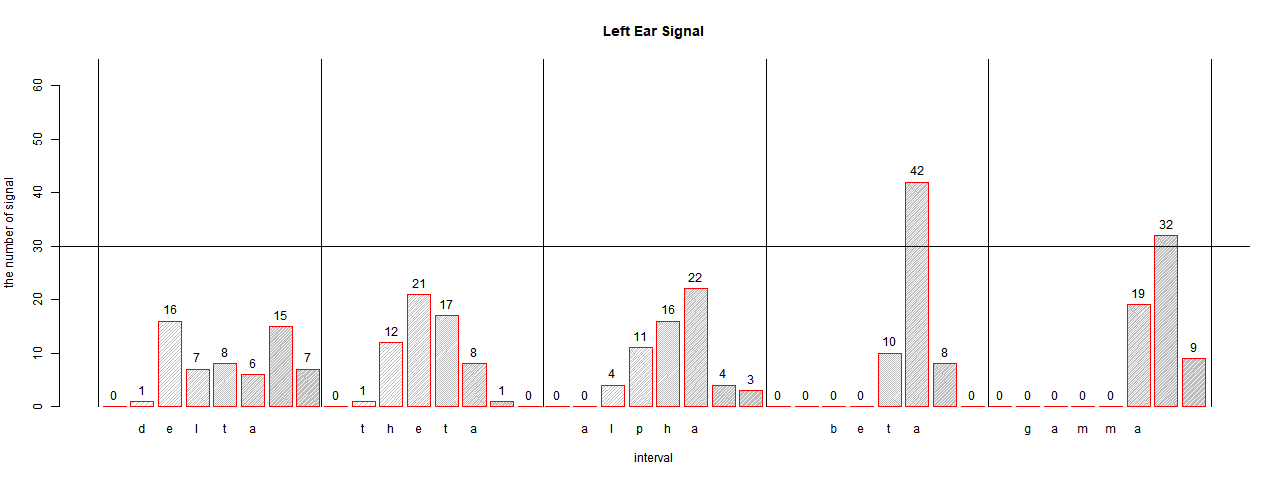 Left Ear Signal
the number of signal
60
50
40
30
20
10
0
0 1 16 7 8 6 15 7
0 1 12 21 17 8 1 0
0 0 4 11 16 22 4 3
0 0 0 0 10 42 8 0
0 0 0 0 0 19 32 9
d e l t a t h e t a a l p h a b e t a g a m m a
interval